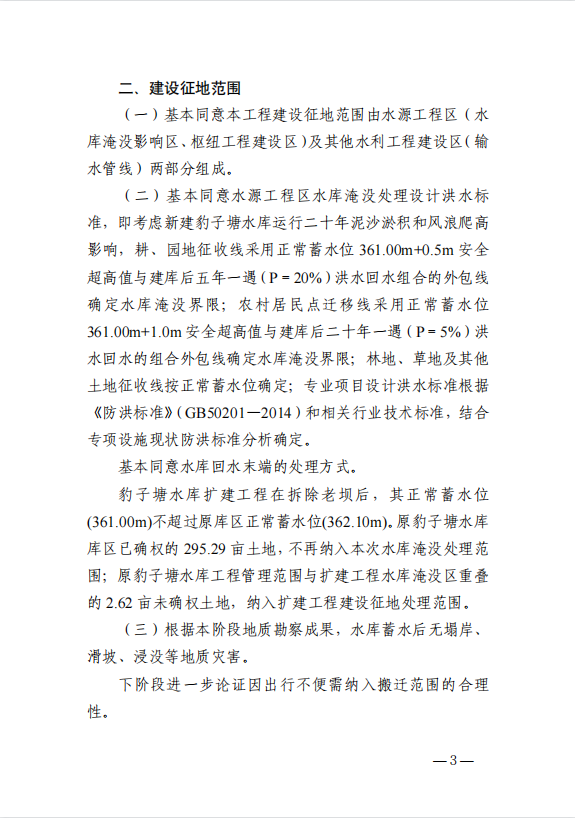 二、建设征地范围
（一）基本同意本工程建设征地范围由水源工程区（水
库淹没影响区、枢纽工程建设区)及其他水利工程建设区(输
水管线）两部分组成。
（二）基本同意水源工程区水库淹没处理设计洪水标
准，即考虑新建豹子塘水库运行二十年泥沙淤积和风浪爬高
影响，耕、园地征收线采用正常蓄水位 361.00m+0.5m 安全
超高值与建库后五年一遇（P＝20%）洪水回水组合的外包线
确定水库淹没界限；农村居民点迁移线采用正常蓄水位
361.00m+1.0m 安全超高值与建库后二十年一遇（P＝5%）洪
水回水的组合外包线确定水库淹没界限；林地、草地及其他
土地征收线按正常蓄水位确定；专业项目设计洪水标准根据
《防洪标准》（GB50201—2014）和相关行业技术标准，结合
专项设施现状防洪标准分析确定。
基本同意水库回水末端的处理方式。
豹子塘水库扩建工程在拆除老坝后，其正常蓄水位
(361.00m)不超过原库区正常蓄水位(362.10m)。原豹子塘水库
库区已确权的 295.29 亩土地，不再纳入本次水库淹没处理范
围；原豹子塘水库工程管理范围与扩建工程水库淹没区重叠
的 2.62 亩未确权土地，纳入扩建工程建设征地处理范围。
（三）根据本阶段地质勘察成果，水库蓄水后无塌岸、
滑坡、浸没等地质灾害。
下阶段进一步论证因出行不便需纳入搬迁范围的合理
性。
—3—